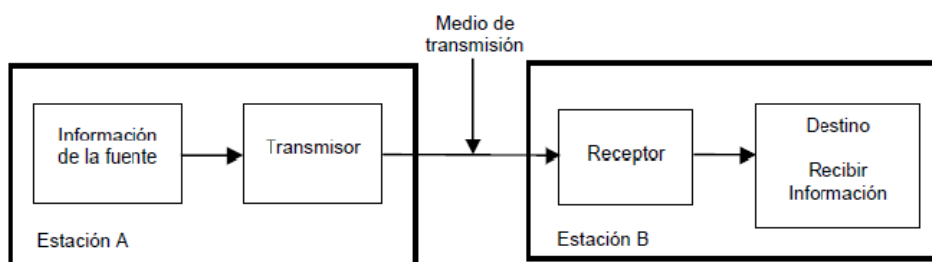 Medio de
transmisión
Información
de la fuente
Transmisor
Receptor
Destino
Recibir
Información
Estación A
Estación B